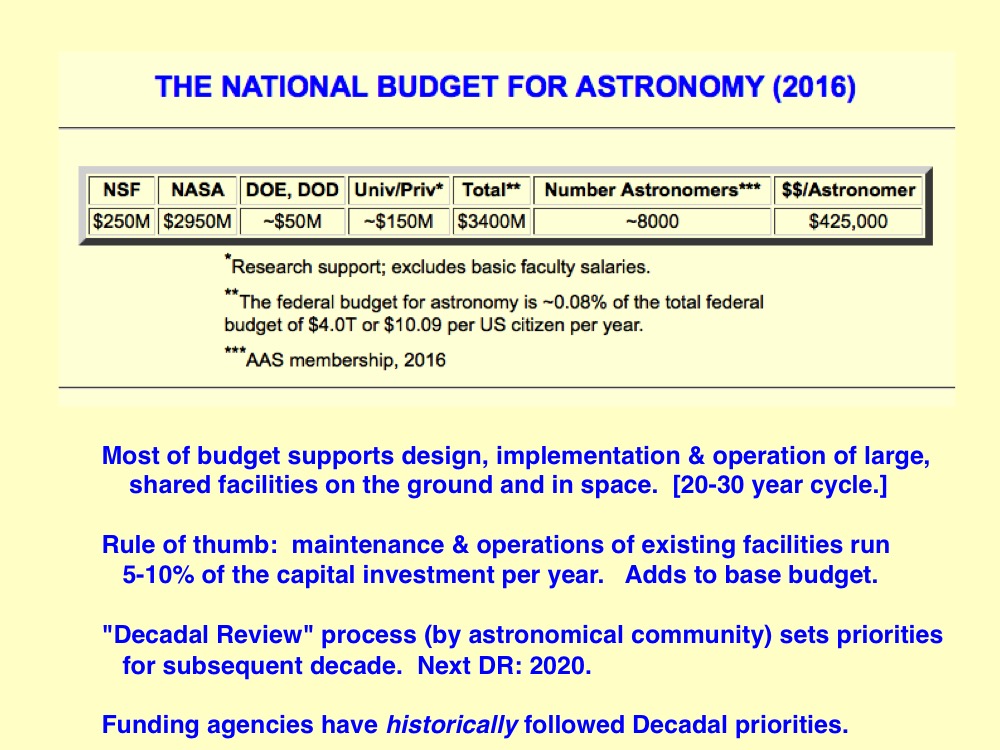 THE NATIONAL BUDGET FOR ASTRONOMY (2016)
NSF NASA DOE, DOD Univ/Priv* Total** Number Astronomers*** $$/Astronomer
$250M $2950M ~$50M ~$150M $3400M ~8000 $425,000
*Research support; excludes basic faculty salaries.
**The federal budget for astronomy is ~0.08% of the total federal
budget of $4.0T or $10.09 per US citizen per year.
***AAS membership, 2016
Most of budget supports design, implementation & operation of large,
shared facilities on the ground and in space. [20-30 year cycle.]
Rule of thumb: maintenance & operations of existing facilities run
5-10% of the capital investment per year. Adds to base budget.
"Decadal Review" process (by astronomical community) sets priorities
for subsequent decade. Next DR: 2020.
Funding agencies have historically followed Decadal priorities.